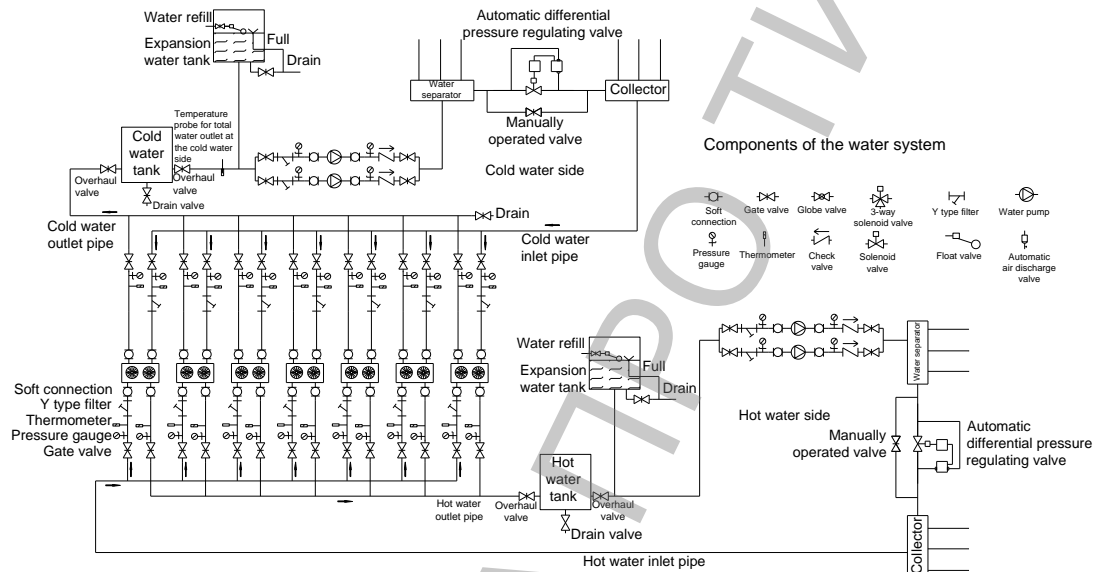 Water refill
Full
Expansion
water tank
Drain
Automatic differential
pressure regulating valve
Water
separator
Collector
Manually
operated valve
Cold water side
Temperature
probe for total
water outlet at
the cold water
side
Cold
water
tank
Overhaul
valve
Overhaul
valve
Drain valve
Cold water
outlet pipe
Drain
Cold water
inlet pipe
Components of the water system
Soft
connection
Gate valve
Globe valve
3-way
solenoid valve
Y type filter
Water pump
Pressure
gauge
Thermometer
Check
valve
Solenoid
valve
Float valve
Automatic
air discharge
valve
Soft connection
Y type filter
Thermometer
Pressure gauge
Gate valve
Water refill
Full
Expansion
water tank
Drain
Water separator
Hot water side
Manually
operated valve
Automatic
differential pressure
regulating valve
Hot
water
tank
Hot water
outlet pipe
Overhaul
valve
Overhaul
valve
Drain valve
Collector
Hot water inlet pipe
ПРО TV